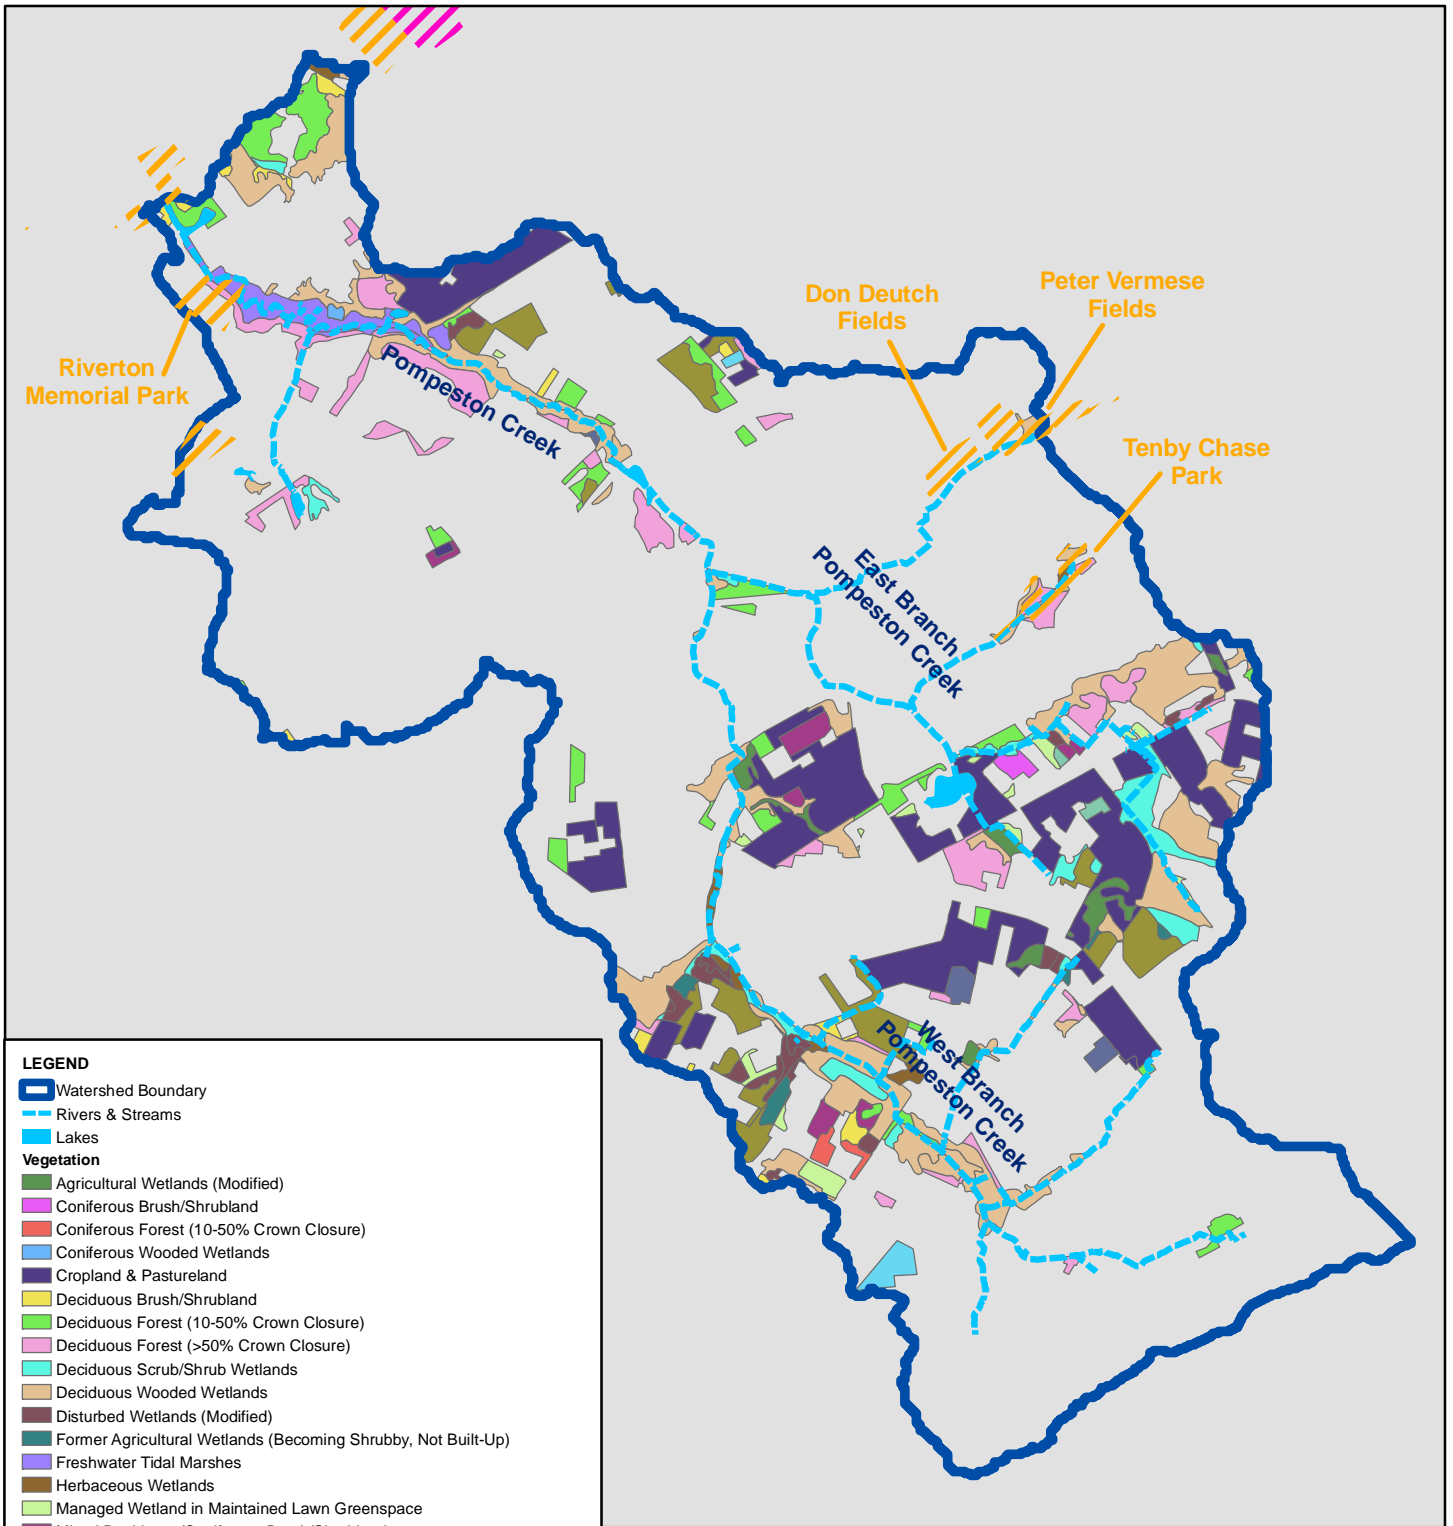 Don Deutch
Fields
Peter Vermese
Fields
Riverton
Memorial Park
Tenby Chase
Park
Pompeston Creek
East Branch
Pompeston Creek
West Branch
Pompeston Creek
LEGEND
Watershed Boundary
Rivers & Streams
Lakes
Vegetation
Agricultural Wetlands (Modified)
Coniferous Brush/Shrubland
Coniferous Forest (10-50% Crown Closure)
Coniferous Wooded Wetlands
Cropland & Pastureland
Deciduous Brush/Shrubland
Deciduous Forest (10-50% Crown Closure)
Deciduous Forest (>50% Crown Closure)
Deciduous Scrub/Shrub Wetlands
Deciduous Wooded Wetlands
Disturbed Wetlands (Modified)
Former Agricultural Wetlands (Becoming Shrubby, Not Built-Up)
Freshwater Tidal Marshes
Herbaceous Wetlands
Managed Wetland in Maintained Lawn Greenspace